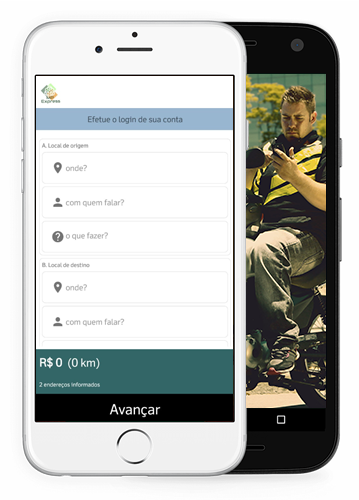 Express
Efetue o login de sua conta
A. Local de origem
onde?
com quem falar?
o que fazer?
B. Local de destino
onde?
com quem falar?
R$ 0 (0 km)
2 endereços informados
Avançar